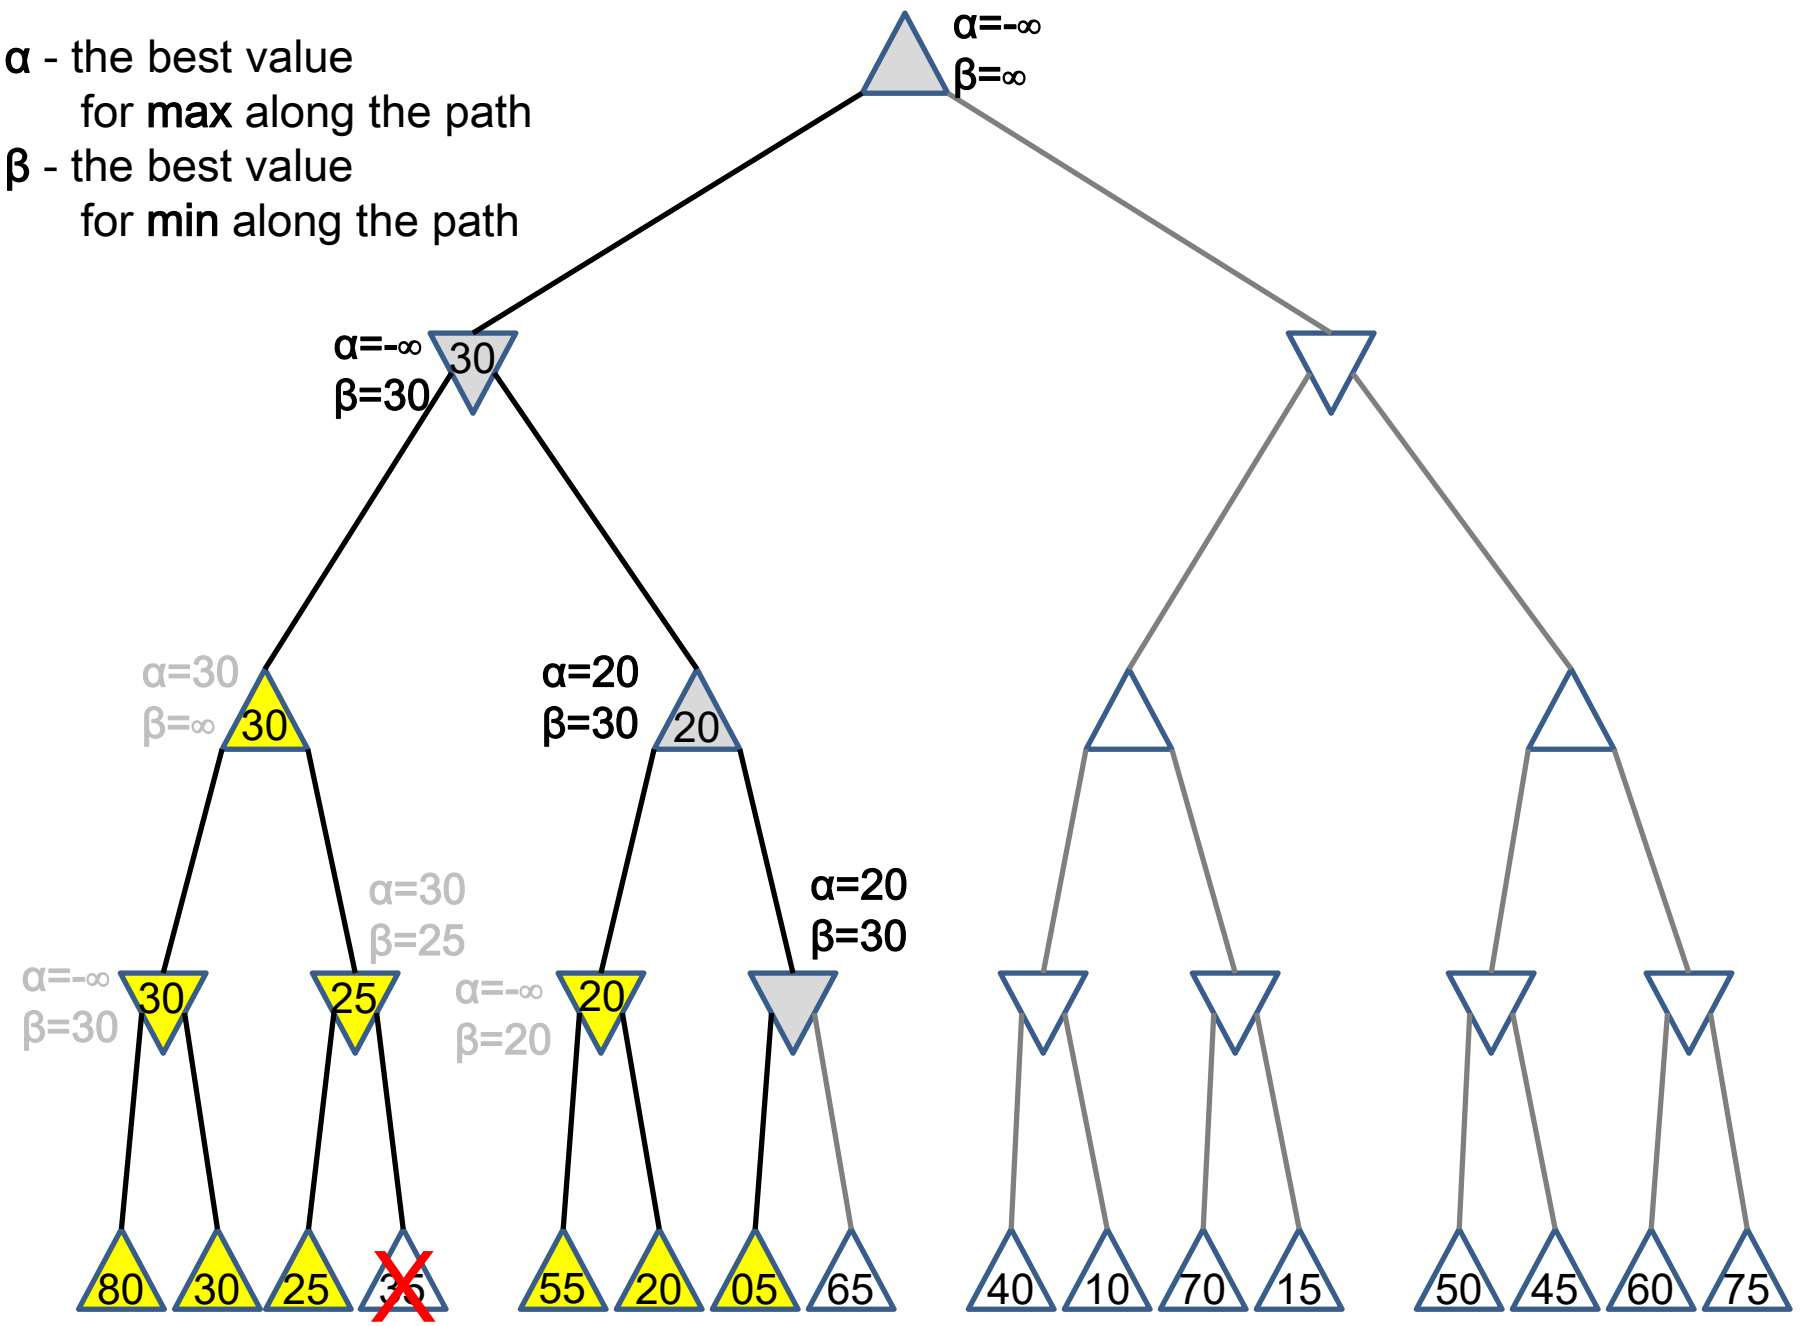 α - the best value
for max along the path
β - the best value
for min along the path
α=-∞
β=∞
α=-∞
β=30
30
α=30
β=∞
30
α=20
β=30
20
α=30
β=25
α=20
β=30
α=-∞
β=30
30
25
α=-∞
β=20
20
80 30 25 35 55 20 05 65 40 10 70 15 50 45 60 75
X